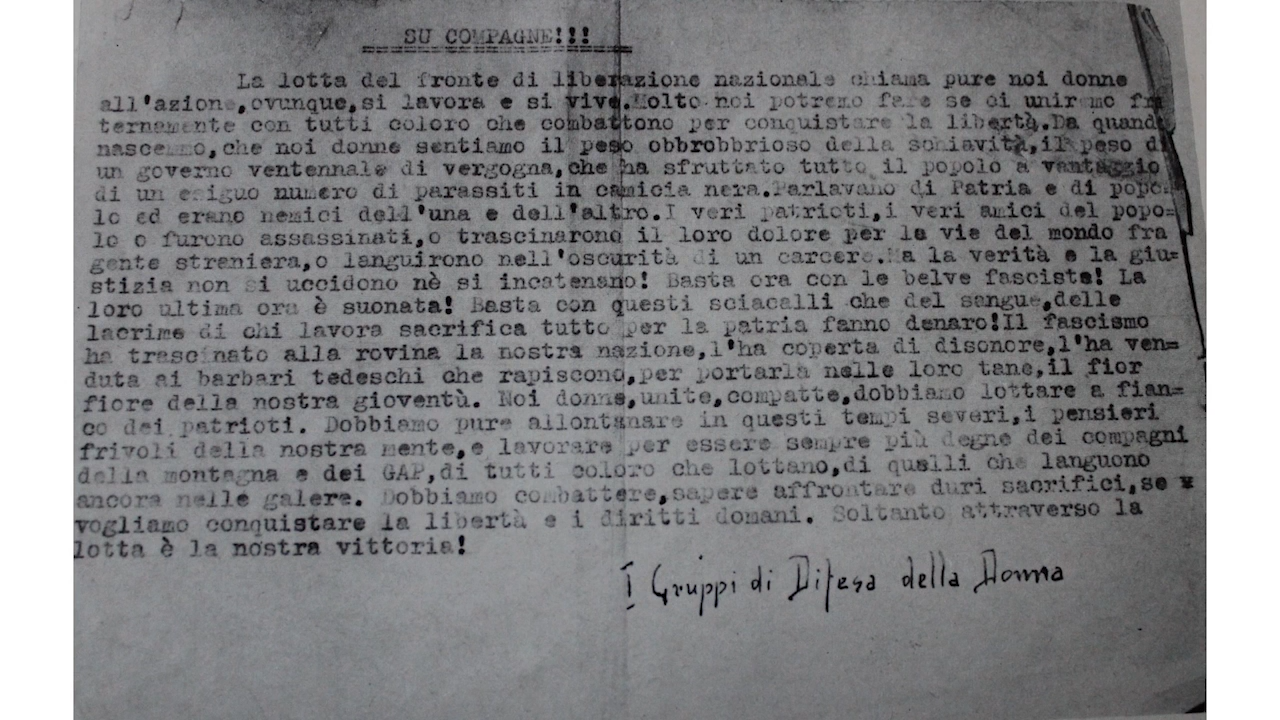 SU COMPAGNE!!!
La lotta del fronte di liberazione nazionale chiama pure noi donne
all'azione,ovunque,si lavora e si vive.Molto noi potremo fare se ci uniremo fra
ternamente con tutti coloro che combattono per conquistare la libertà.Da quando
nascemmo,che noi donne sentiamo il peso obbrobbrioso della schiavità,il peso di
un governo ventennale di vergogna,che ha sfruttato tutto il popolo a vantaggio
di un esiguo numero di parassiti in camicia nera.Parlavano di Patria e di popo=
lo ed erano nemici dell'una e dell'altro.I veri patrioti,i veri amici del popo=
lo o furono assassinati,o trascinarono il loro dolore per le vie del mondo fra
gente straniera,o languirono nell'oscurità di un carcere.Ma la verità e la giu=
stizia non si uccidono nè si incatenano! Basta ora con le belve fasciste! La
loro ultima ora è suonata! Basta con questi sciacalli che del sangue,delle
lacrime di chi lavora sacrifica tutto per la patria fanno denaro!Il fascismo
ha trascinato alla rovina la nostra nazione,l'ha coperta di disonore,l'ha ven=
duta ai barbari tedeschi che rapiscono,per portarla nelle loro tane,il fior
fiore della nostra gioventù. Noi donne,unite,compatte,dobbiamo lottare a fian=
co dei patrioti. Dobbiamo pure allontanare in questi tempi severi,i pensieri
frivoli della nostra mente,e lavorare per essere sempre più degne dei compagni
della montagna e dei GAP,di tutti coloro che lottano,di quelli che languono
ancora nelle galere. Dobbiamo combattere,sapere affrontare duri sacrifici,se
vogliamo conquistare la libertà e i diritti domani. Soltanto attraverso la
lotta è la nostra vittoria!
I Gruppi di Difesa della Donna